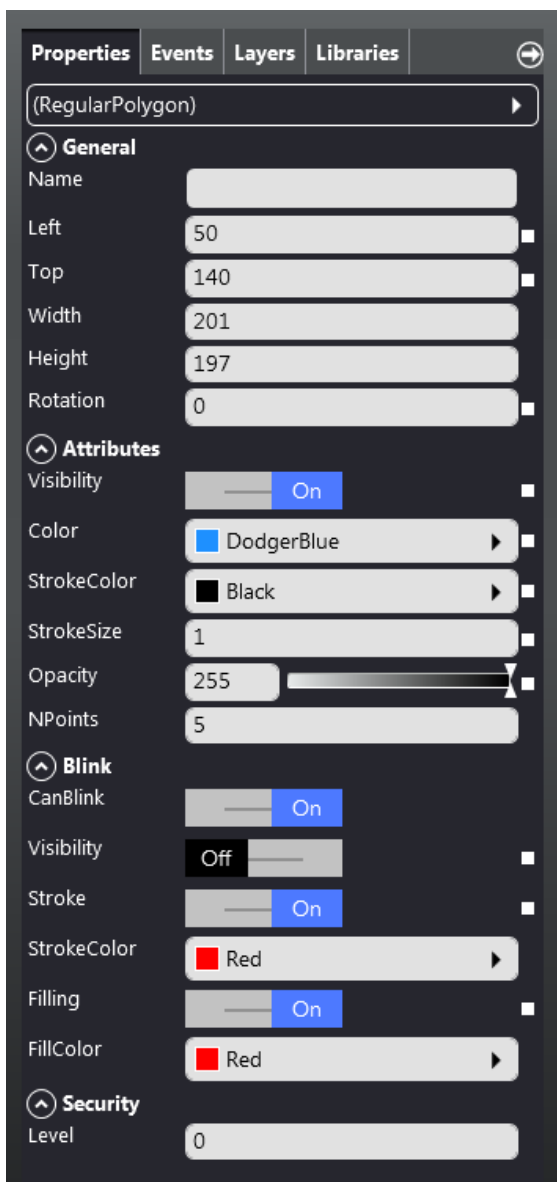 Properties Events Layers Libraries
(RegularPolygon)
General
Name
Left 50
Top 140
Width 201
Height 197
Rotation 0
Attributes
Visibility On
Color DodgerBlue
StrokeColor Black
StrokeSize 1
Opacity 255
NPoints 5
Blink
CanBlink On
Visibility Off
Stroke On
StrokeColor Red
Filling On
FillColor Red
Security
Level 0